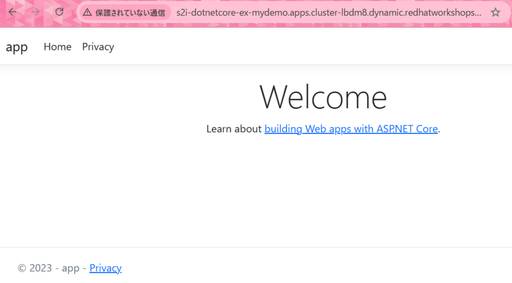 保護されていない通信 s2i-dotnetcore-ex-mydemo.apps.cluster-lbdm8.dynamic.redhatworkshops...
app Home Privacy
Welcome
Learn about building Web apps with ASP.NET Core.
© 2023 - app - Privacy